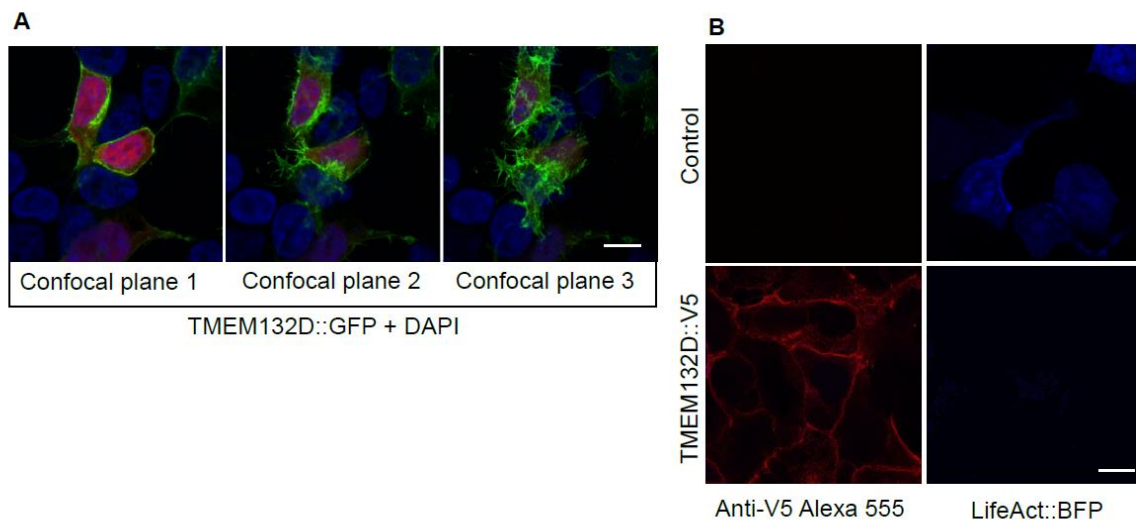 A
Confocal plane 1
Confocal plane 2
Confocal plane 3
TMEM132D::GFP + DAPI
B
Control
TMEM132D::V5
Anti-V5 Alexa 555
LifeAct::BFP